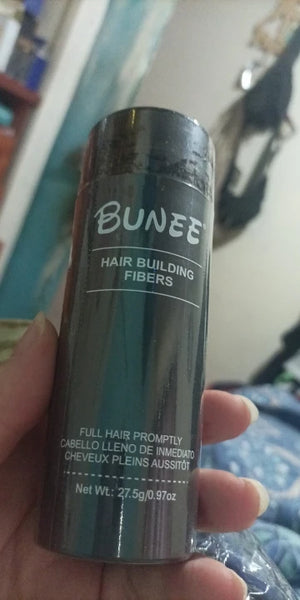 BUNEE
HAIR BUILDING
FIBERS
FULL HAIR PROMPTLY
CABELLO LLENO DE INMEDIATO
CHEVEUX PLEINS AUSSITÔT
Net Wt.: 27.5g/0.97oz